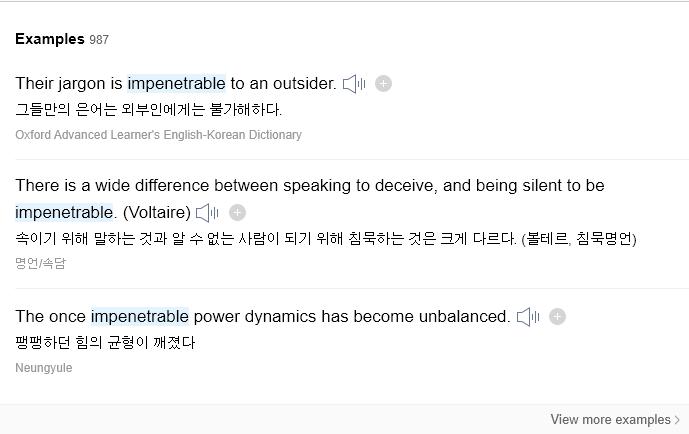 Examples 987
Their jargon is impenetrable to an outsider.
그들만의 은어는 외부인에게는 불가해하다.
Oxford Advanced Learner's English-Korean Dictionary
There is a wide difference between speaking to deceive, and being silent to be
impenetrable. (Voltaire)
속이기 위해 말하는 것과 알 수 없는 사람이 되기 위해 침묵하는 것은 크게 다르다. (볼테르, 침묵명언)
명언/속담
The once impenetrable power dynamics has become unbalanced.
팽팽하던 힘의 균형이 깨졌다
Neungyule
View more examples